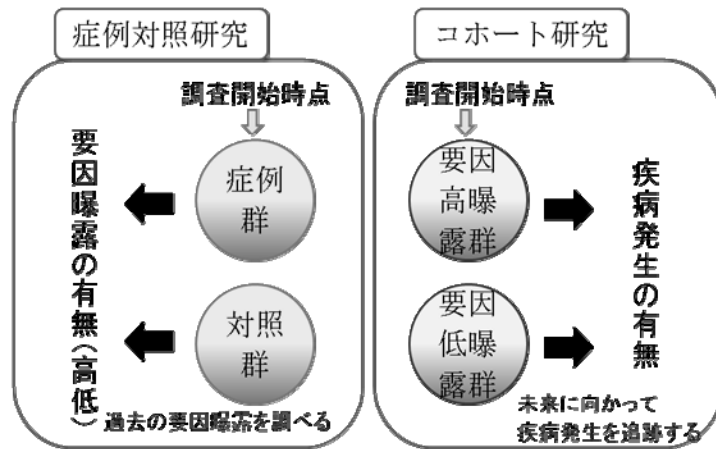 症例対照研究
調査開始時点
症例
群
対照
群
要因曝露の有無(高低)
過去の要因曝露を調べる
コホート研究
調査開始時点
要因
高曝
露群
要因
低曝
露群
疾病発生の有無
未来に向かって
疾病発生を追跡する